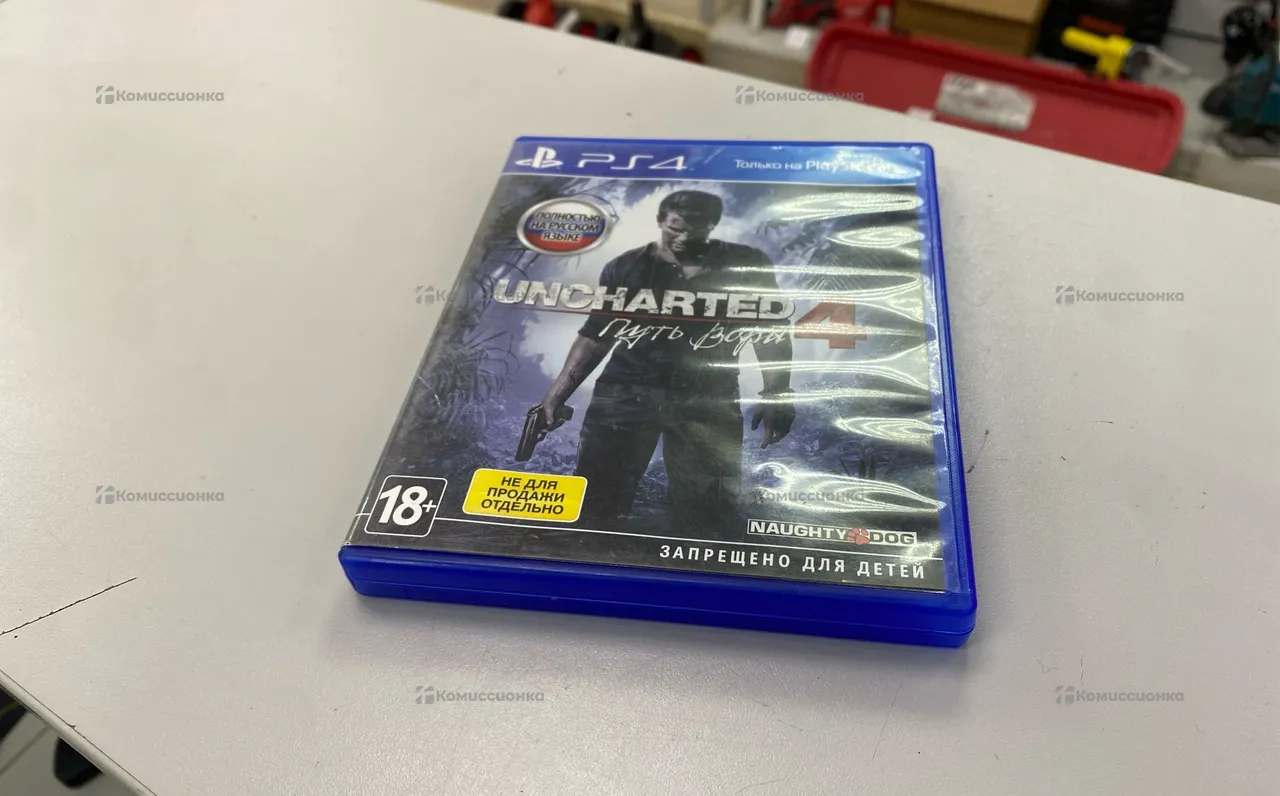 Комиссионка
Комиссионка
PS4
Только на PlayStation
ПОЛНОСТЬЮ
НА РУССКОМ
ЯЗЫКЕ
UNCHARTED 4
Путь вора
Комиссионка
Комиссионка
НЕ ДЛЯ
ПРОДАЖИ
ОТДЕЛЬНО
18+
Комиссионка
Комиссионка
NAUGHTY DOG
ЗАПРЕЩЕНО ДЛЯ ДЕТЕЙ
Комиссионка
Комиссионка